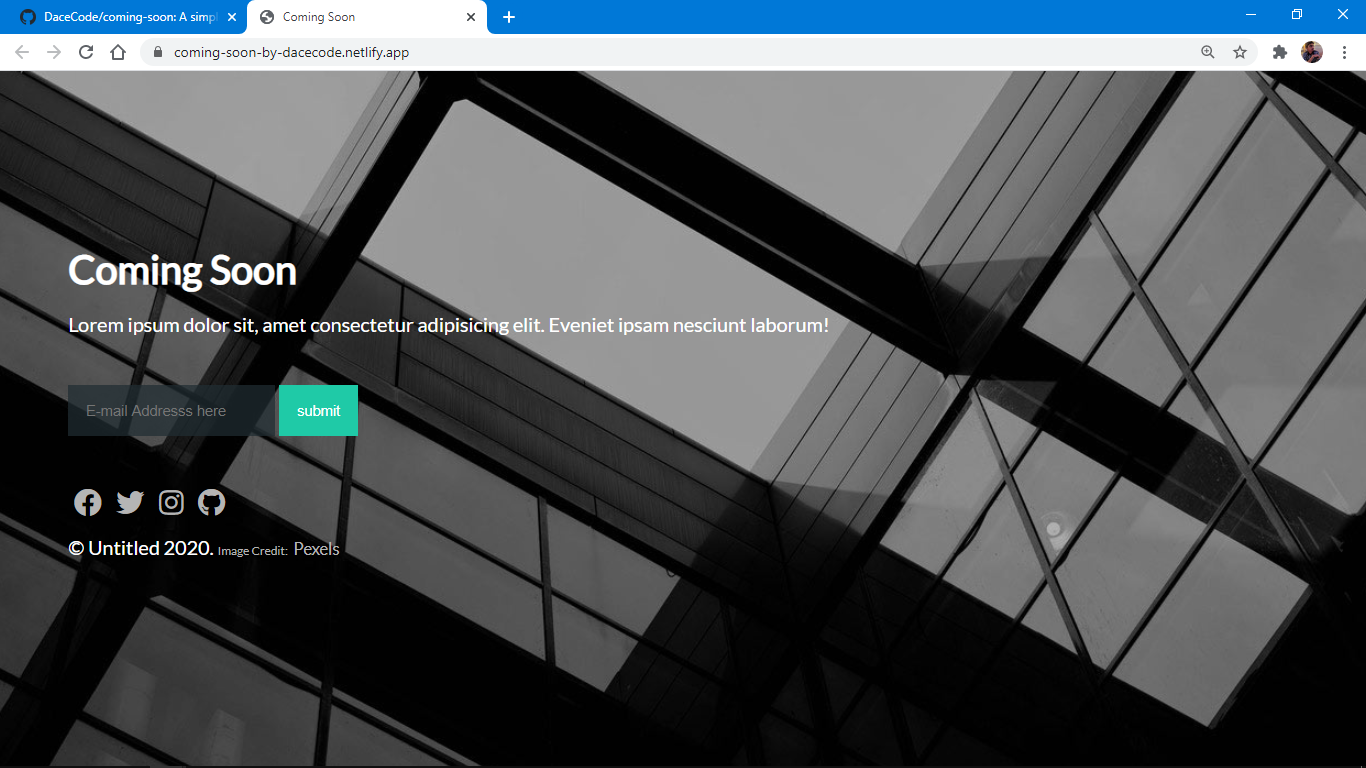 DaceCode/coming-soon: A simpl
Coming Soon
coming-soon-by-dacecode.netlify.app
Coming Soon
Lorem ipsum dolor sit, amet consectetur adipisicing elit. Eveniet ipsam nesciunt laborum!
E-mail Addresss here
submit
© Untitled 2020. Image Credit: Pexels